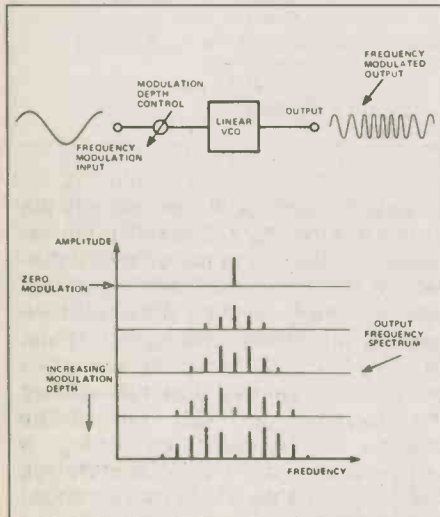 FREQUENCY
MODULATED
OUTPUT
MODULATION
DEPTH
CONTROL
LINEAR
VCO
OUTPUT
FREQUENCY
MODULATION
INPUT
AMPLITUDE
ZERO
MODULATION
OUTPUT
FREQUENCY
SPECTRUM
INCREASING
MODULATION
DEPTH
FREQUENCY